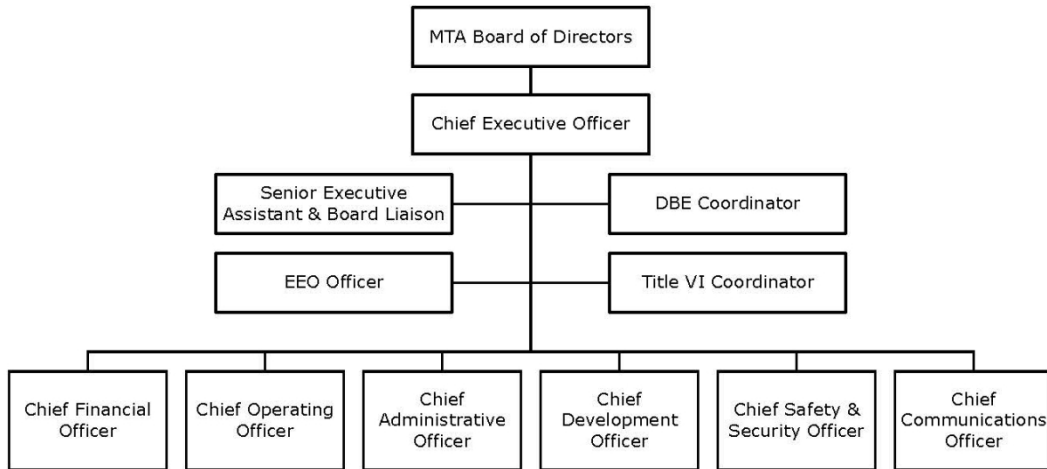 MTA Board of Directors
Chief Executive Officer
Senior Executive
Assistant & Board Liaison
DBE Coordinator
EEO Officer
Title VI Coordinator
Chief Financial
Officer
Chief Operating
Officer
Chief
Administrative
Officer
Chief
Development
Officer
Chief Safety &
Security Officer
Chief
Communications
Officer